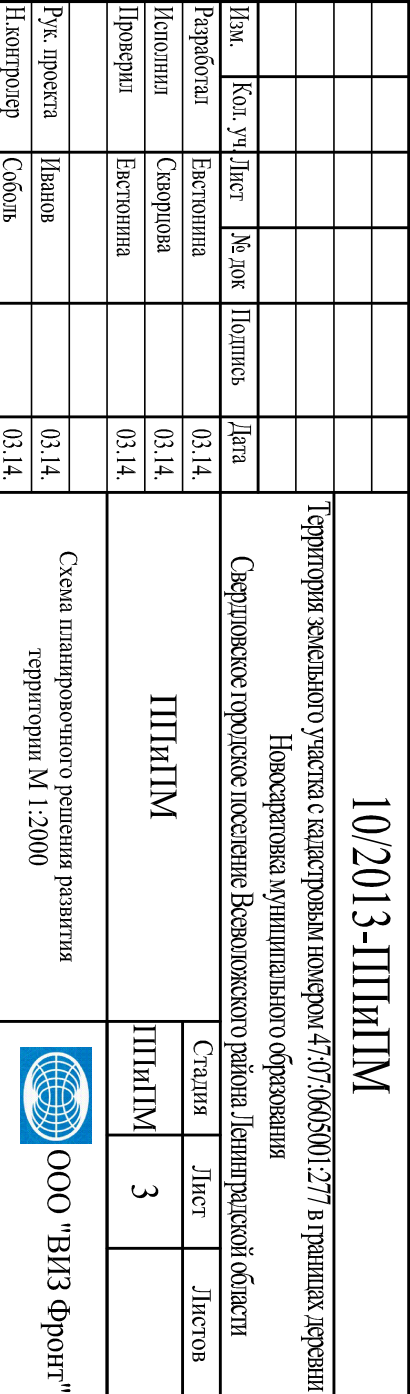 10/2013-ППиПМ
Территория земельного участка с кадастровым номером 47:07:0605001:277 в границах деревни
Новосаратовка муниципального образования
Свердловское городское поселение Всеволожского района Ленинградской области
Изм. Кол. уч. Лист № док Подпись Дата
Разработал Евстюнина 03.14.
Исполнил Скворцова 03.14.
Проверил Евстюнина 03.14.
ППиПМ
Стадия Лист Листов
ППиПМ 3
Рук. проекта Иванов 03.14.
Н.контролер Соболь 03.14.
Схема планировочного решения развития
территории М 1:2000
ООО "ВИЗ Фронт"